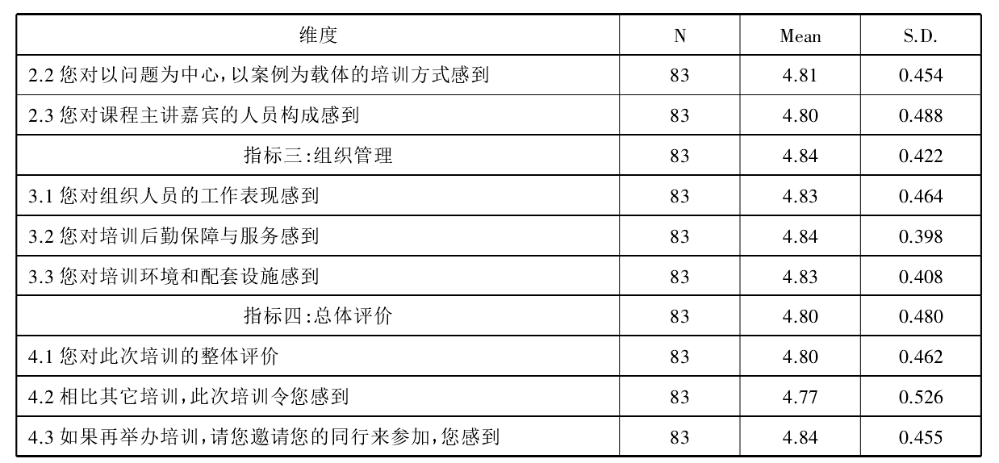 维度 N Mean S.D.
2.2您对以问题为中心,以案例为载体的培训方式感到 83 4.81 0.454
2.3您对课程主讲嘉宾的人员构成感到 83 4.80 0.488
指标三:组织管理 83 4.84 0.422
3.1您对组织人员的工作表现感到 83 4.83 0.464
3.2您对培训后勤保障与服务感到 83 4.84 0.398
3.3您对培训环境和配套设施感到 83 4.83 0.408
指标四:总体评价 83 4.80 0.480
4.1您对此次培训的整体评价 83 4.80 0.462
4.2相比其它培训,此次培训令您感到 83 4.77 0.526
4.3如果再举办培训,请您邀请您的同行来参加,您感到 83 4.84 0.455